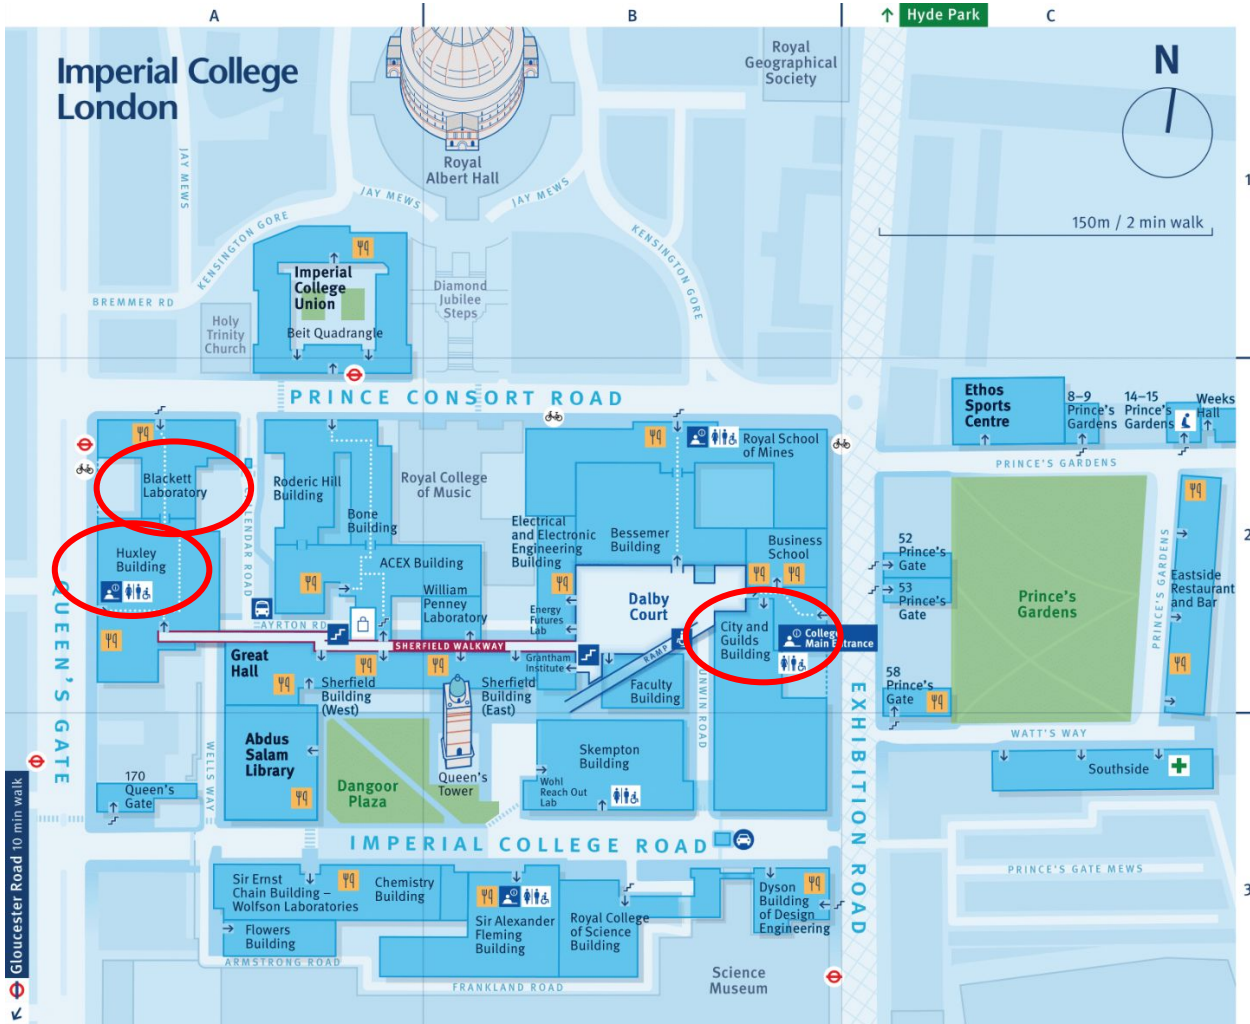 A
B
↑ Hyde Park
C
Imperial College
London
Royal
Geographical
Society
N
Royal
Albert Hall
JAY MEWS
JAY MEWS
JAY MEWS
1
150m / 2 min walk
KENSINGTON GORE
KENSINGTON GORE
Imperial
College
Union
Beit Quadrangle
Diamond
Jubilee
Steps
BREMMER RD
Holy
Trinity
Church
PRINCE CONSORT ROAD
Ethos
Sports
Centre
8–9
Prince's
Gardens
14–15
Prince's
Gardens
Weeks
Hall
PRINCE'S GARDENS
Royal School
of Mines
Blackett
Laboratory
Roderic Hill
Building
Royal College
of Music
Bone
Building
Electrical
and Electronic
Engineering
Building
Bessemer
Building
Business
School
2
52
Prince's
Gate
53
Prince's
Gate
Prince's
Gardens
PRINCE'S GARDENS
PRINCE'S GARDENS
Eastside
Restaurant
and Bar
Huxley
Building
ACEX Building
William
Penney
Laboratory
Energy
Futures
Lab
Dalby
Court
City and
Guilds
Building
College
Main Entrance
AYRTON RD
SHERFIELD WALKWAY
Grantham
Institute
RAMP
Great
Hall
Sherfield
Building
(West)
Sherfield
Building
(East)
Faculty
Building
UNWIN ROAD
58
Prince's
Gate
QUEEN'S GATE
EXHIBITION ROAD
WATT'S WAY
Southside
Abdus
Salam
Library
WELLS WAY
Dangoor
Plaza
Queen's
Tower
Skempton
Building
Wohl
Reach Out
Lab
170
Queen's
Gate
IMPERIAL COLLEGE ROAD
Gloucester Road 10 min walk
PRINCE'S GATE MEWS
3
Sir Ernst
Chain Building –
Wolfson Laboratories
Chemistry
Building
Flowers
Building
Sir Alexander
Fleming
Building
Royal College
of Science
Building
Dyson
Building
of Design
Engineering
ARMSTRONG ROAD
FRANKLAND ROAD
Science
Museum